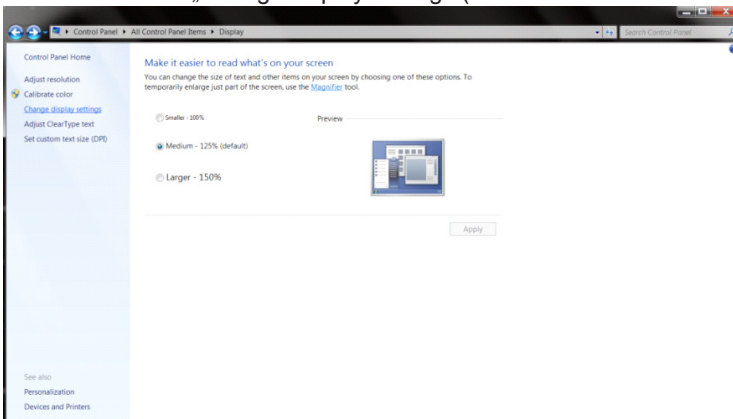 „Change display settings(
Control Panel ▸ All Control Panel Items ▸ Display
Search Control Panel
Control Panel Home
Adjust resolution
Calibrate color
Change display settings
Adjust ClearType text
Set custom text size (DPI)
See also
Personalization
Devices and Printers
Make it easier to read what's on your screen
You can change the size of text and other items on your screen by choosing one of these options. To
temporarily enlarge just part of the screen, use the Magnifier tool.
Smaller - 100%
Preview
Medium - 125% (default)
Larger - 150%
Apply